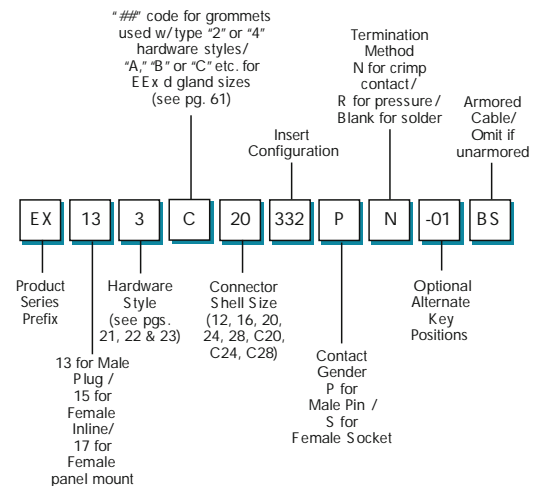 "##" code for grommets
used w/type "2" or "4"
hardware styles/
"A," "B" or "C" etc. for
EEx d gland sizes
(see pg. 61)
Termination
Method
N for crimp
contact/
R for pressure/
Blank for solder
Armored
Cable/
Omit if
unarmored
Insert
Configuration
EX 13 3 C 20 332 P N -01 BS
Product
Series
Prefix
Hardware
Style
(see pgs.
21, 22 & 23)
Connector
Shell Size
(12, 16, 20,
24, 28, C20,
C24, C28)
Optional
Alternate
Key
Positions
13 for Male
Plug /
15 for
Female
Inline/
17 for
Female
panel mount
Contact
Gender
P for
Male Pin /
S for
Female Socket